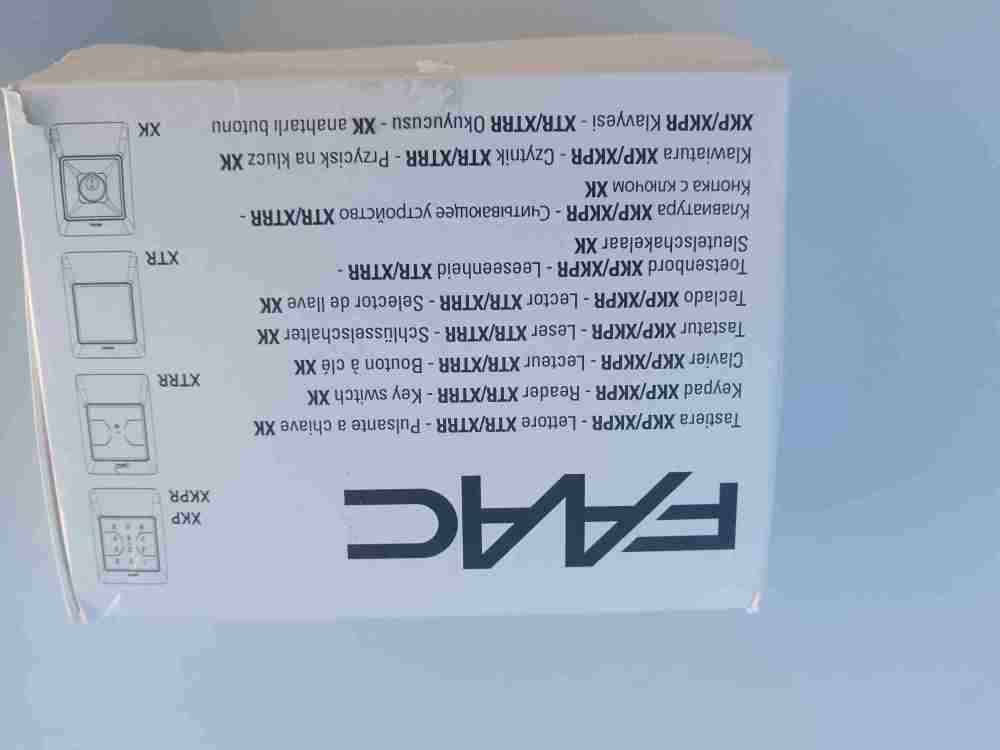 FAAC
Tastiera XKP/XKPR - Lettore XTR/XTRR - Pulsante a chiave XK
Keypad XKP/XKPR - Reader XTR/XTRR - Key switch XK
Clavier XKP/XKPR - Lecteur XTR/XTRR - Bouton à clé XK
Tastatur XKP/XKPR - Leser XTR/XTRR - Schlüsselschalter XK
Teclado XKP/XKPR - Lector XTR/XTRR - Selector de llave XK
Toetsenbord XKP/XKPR - Leeseenheid XTR/XTRR -
Sleutelschakelaar XK
Клавиатура XKP/XKPR - Считывающее устройство XTR/XTRR -
Кнопка с ключом XK
Klawiatura XKP/XKPR - Czytnik XTR/XTRR - Przycisk na klucz XK
XKP/XKPR Klavyesi - XTR/XTRR Okuyucusu - XK anahtarlı butonu
XKP
XKPR
XTRR
XTR
XK